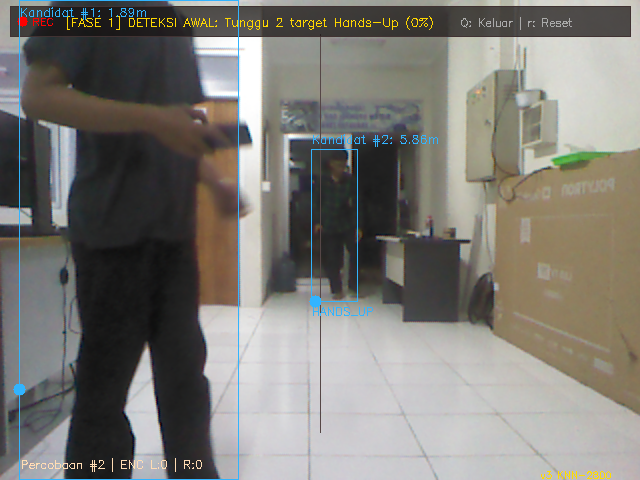 Kandidat #1: 1.89m
REC [FASE 1] DETEKSI AWAL: Tunggu 2 target Hands-Up (0%) Q: Keluar | r: Reset
Kandidat #2: 5.86m
POLYTRON
HANDS_UP
Percobaan #2 | ENC L:0 | R:0